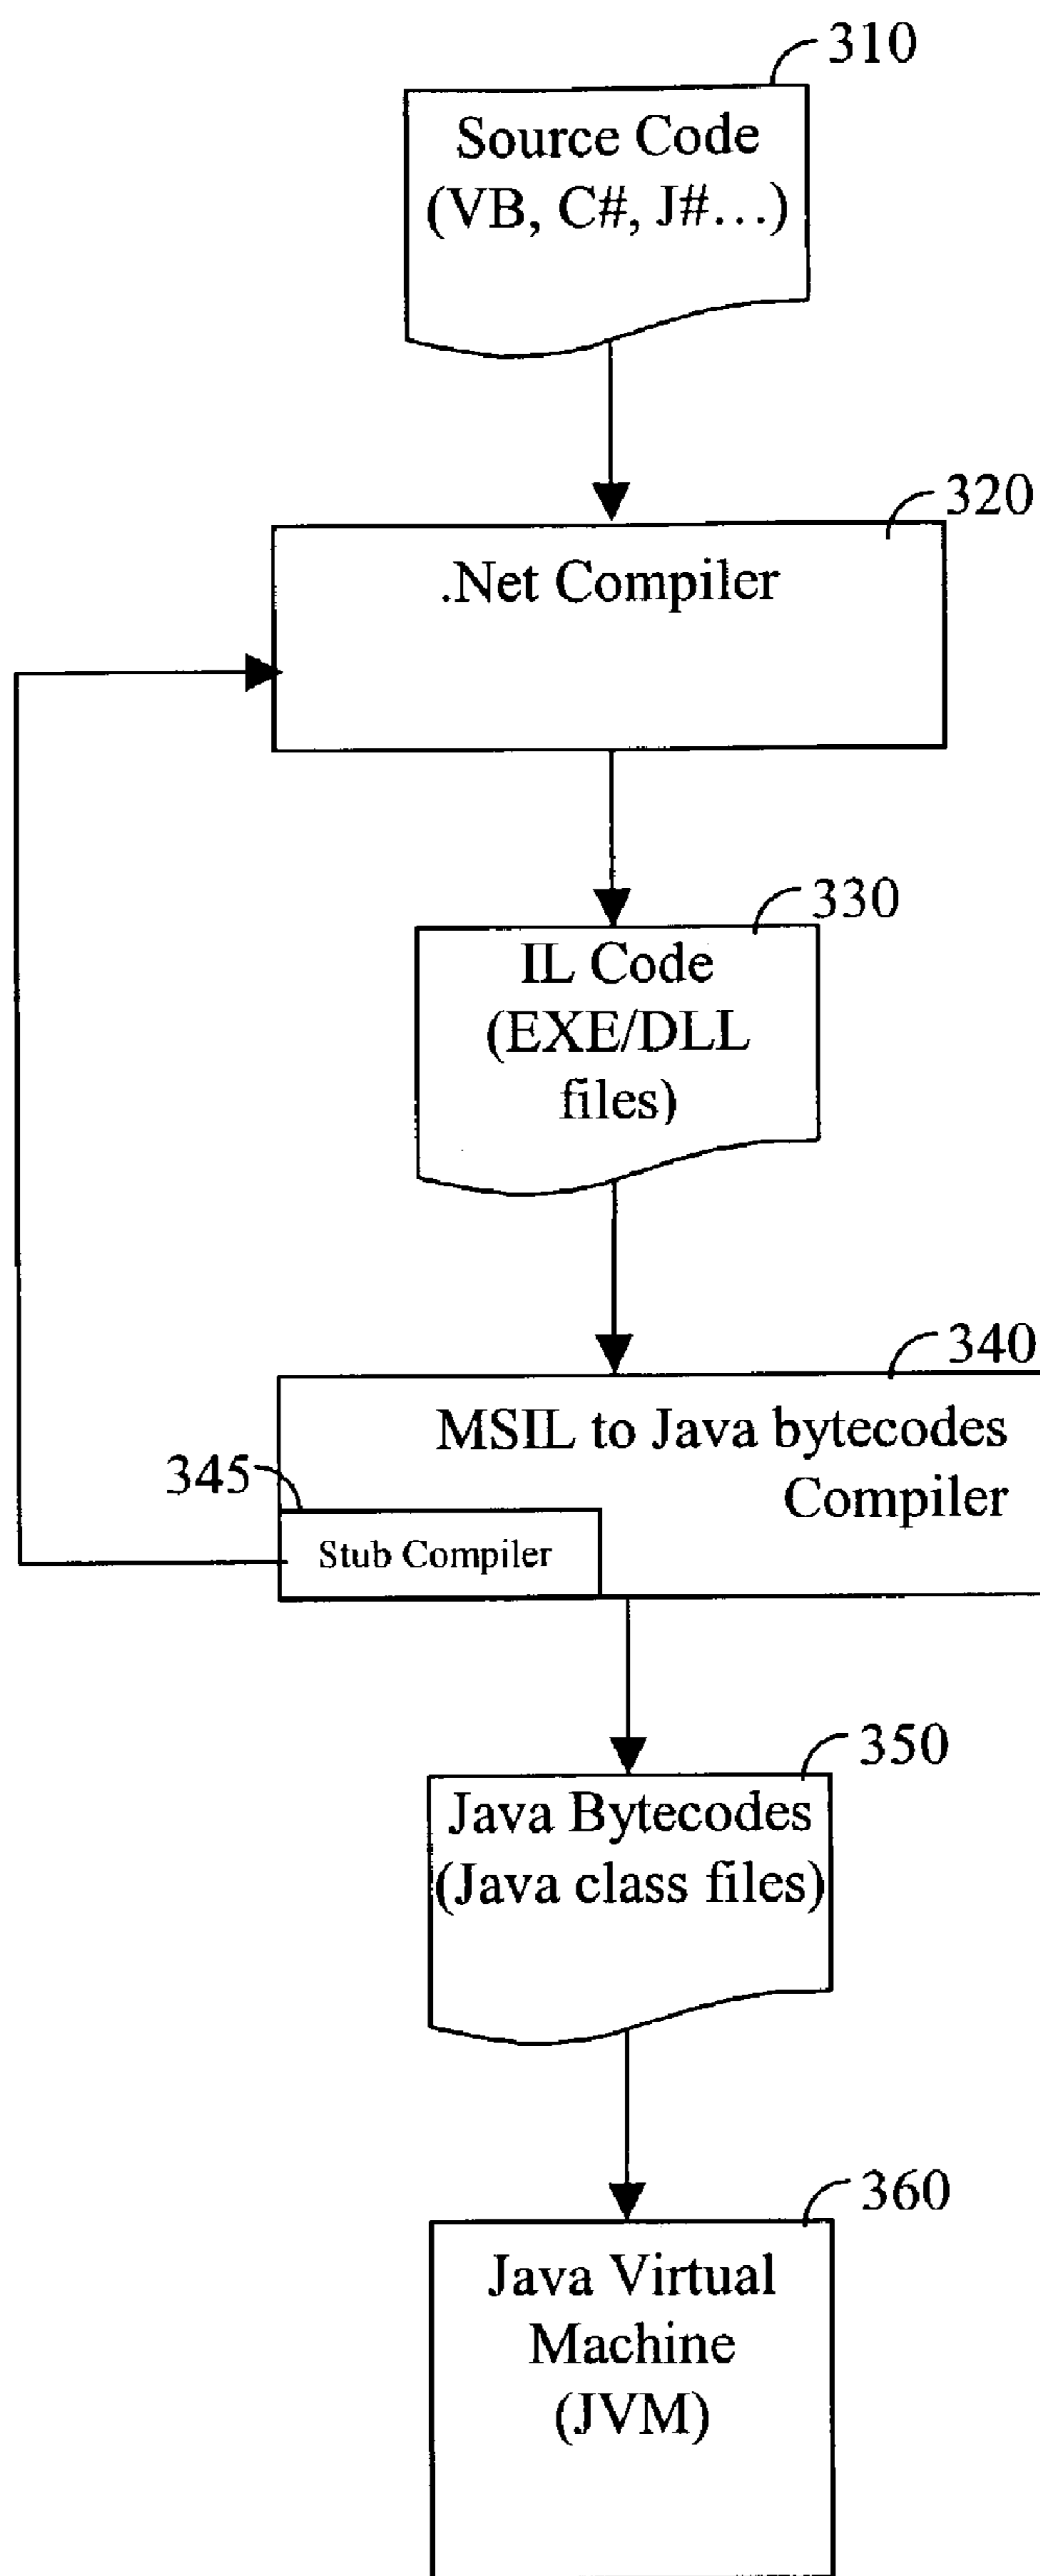 310
Source Code
(VB, C#, J#...)
320
.Net Compiler
330
IL Code
(EXE/DLL
files)
340
MSIL to Java bytecodes
Compiler
345
Stub Compiler
350
Java Bytecodes
(Java class files)
360
Java Virtual
Machine
(JVM)